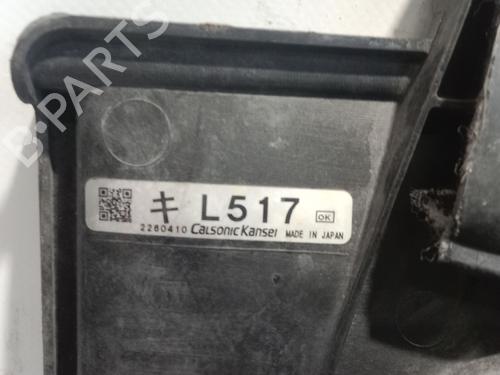 B-PARTS
キ L517 OK
2260410 CalsonicKansei MADE IN JAPAN